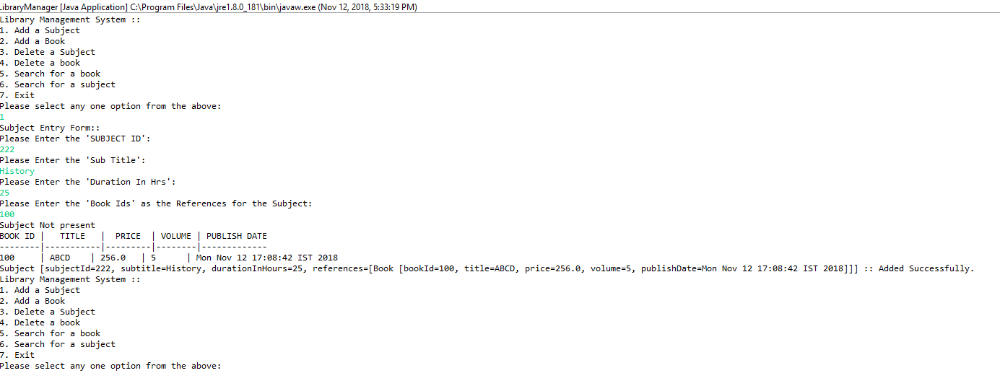 LibraryManager [Java Application] C:\Program Files\Java\jre1.8.0_181\bin\javaw.exe (Nov 12, 2018, 5:33:19 PM)
Library Management System ::
1. Add a Subject
2. Add a Book
3. Delete a Subject
4. Delete a book
5. Search for a book
6. Search for a subject
7. Exit
Please select any one option from the above:
1
Subject Entry Form::
Please Enter the 'SUBJECT ID':
222
Please Enter the 'Sub Title':
History
Please Enter the 'Duration In Hrs':
25
Please Enter the 'Book Ids' as the References for the Subject:
100
Subject Not present
BOOK ID |   TITLE   |  PRICE  | VOLUME | PUBLISH DATE
--------|-----------|---------|--------|-------------
100     | ABCD    | 256.0   | 5      | Mon Nov 12 17:08:42 IST 2018
Subject [subjectId=222, subtitle=History, durationInHours=25, references=[Book [bookId=100, title=ABCD, price=256.0, volume=5, publishDate=Mon Nov 12 17:08:42 IST 2018]]] :: Added Successfully.
Library Management System ::
1. Add a Subject
2. Add a Book
3. Delete a Subject
4. Delete a book
5. Search for a book
6. Search for a subject
7. Exit
Please select any one option from the above: